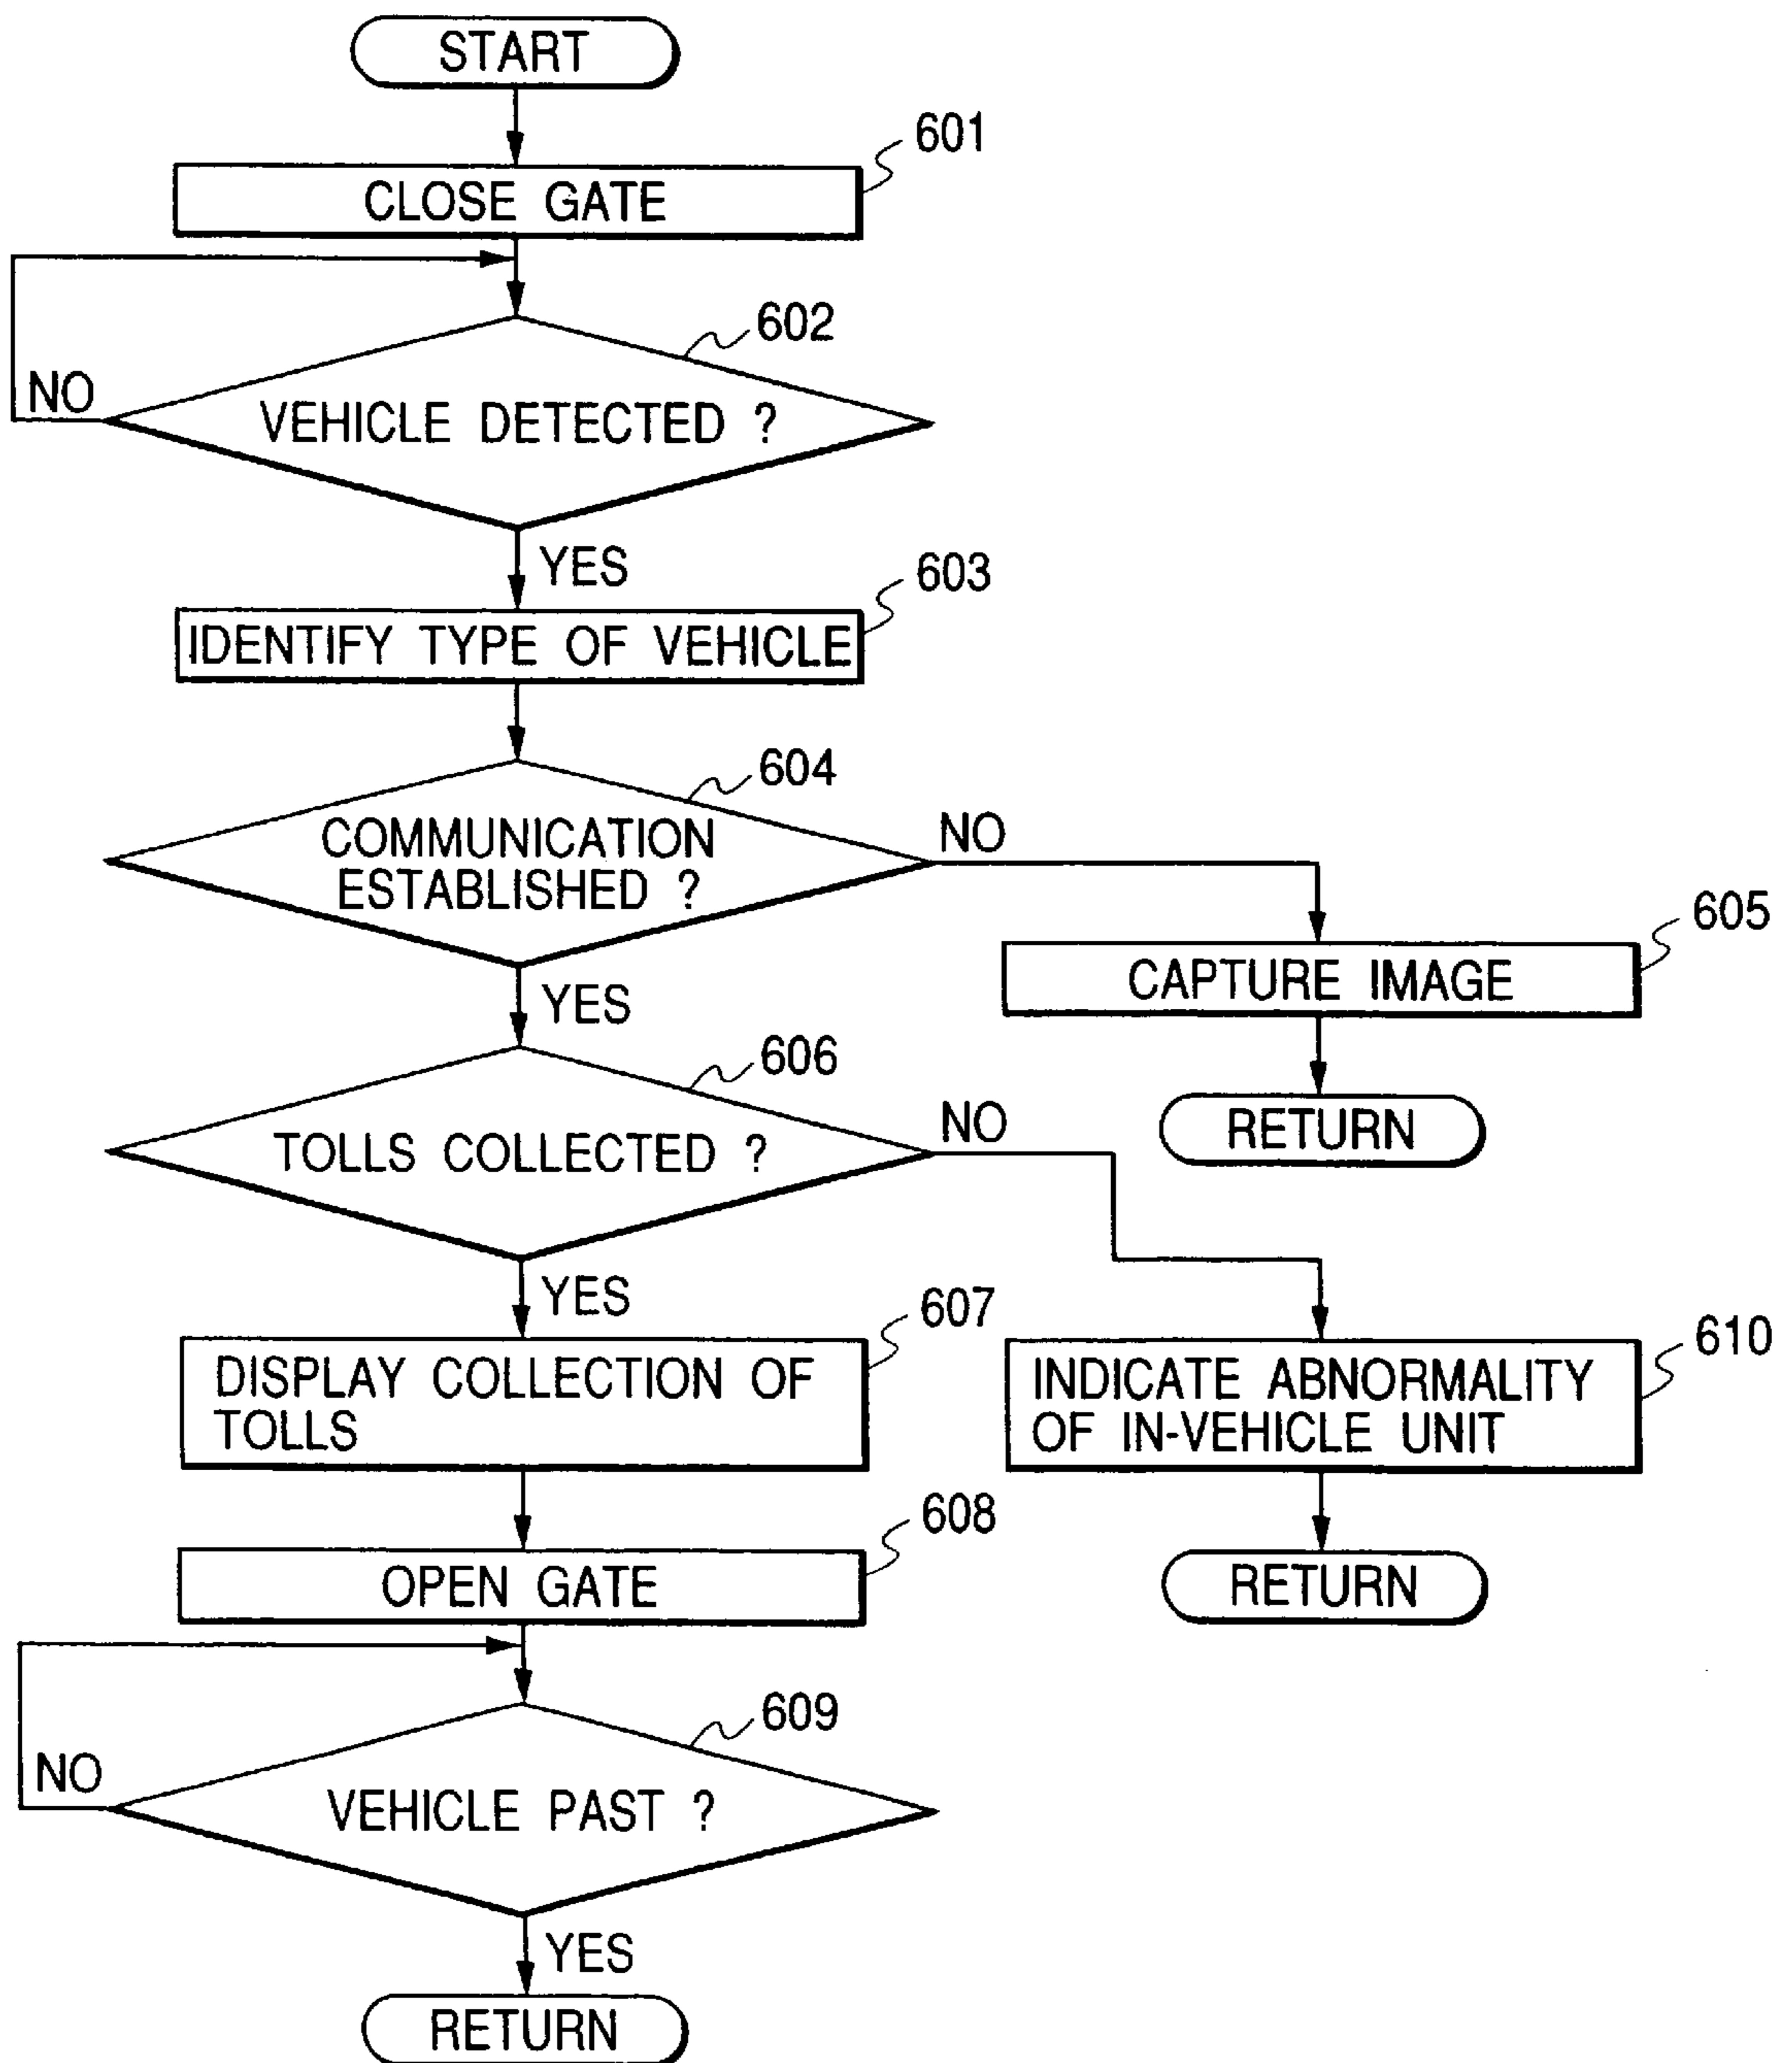 START
601
CLOSE GATE
602
NO
VEHICLE DETECTED ?
YES
603
IDENTIFY TYPE OF VEHICLE
604
COMMUNICATION
ESTABLISHED ?
NO
605
CAPTURE IMAGE
YES
606
RETURN
TOLLS COLLECTED ?
NO
YES
607
DISPLAY COLLECTION OF
TOLLS
610
INDICATE ABNORMALITY
OF IN-VEHICLE UNIT
608
OPEN GATE
RETURN
609
NO
VEHICLE PAST ?
YES
RETURN